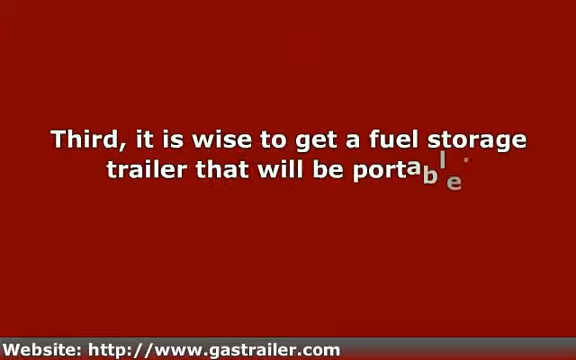 Third, it is wise to get a fuel storage
trailer that will be portable.
Website: http://www.gastrailer.com